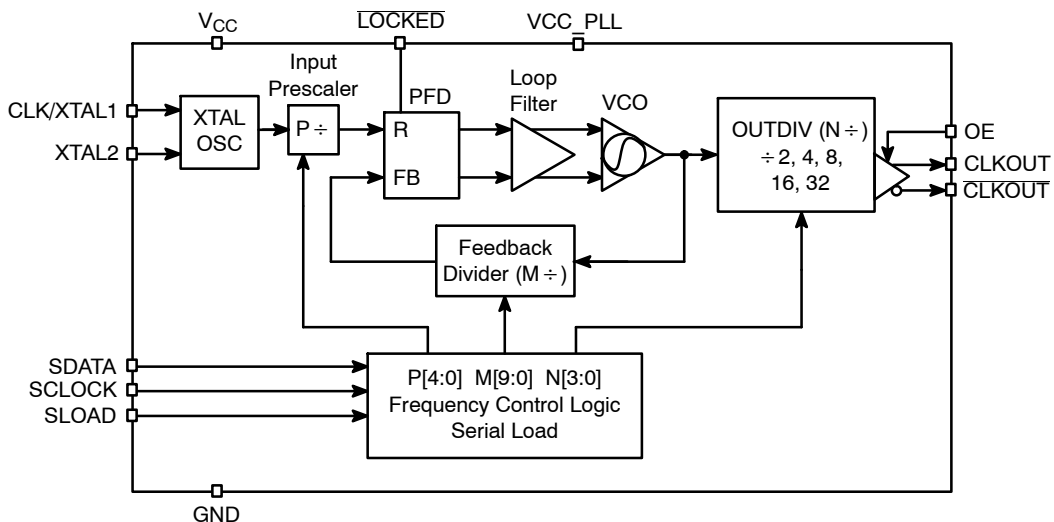 VCC
LOCKED
VCC_PLL
Input
Prescaler
PFD
Loop
Filter
VCO
CLK/XTAL1
XTAL2
XTAL
OSC
P ÷
R
FB
OUTDIV (N ÷)
÷ 2, 4, 8,
16, 32
OE
CLKOUT
CLKOUT
Feedback
Divider (M ÷)
SDATA
SCLOCK
SLOAD
P[4:0] M[9:0] N[3:0]
Frequency Control Logic
Serial Load
GND